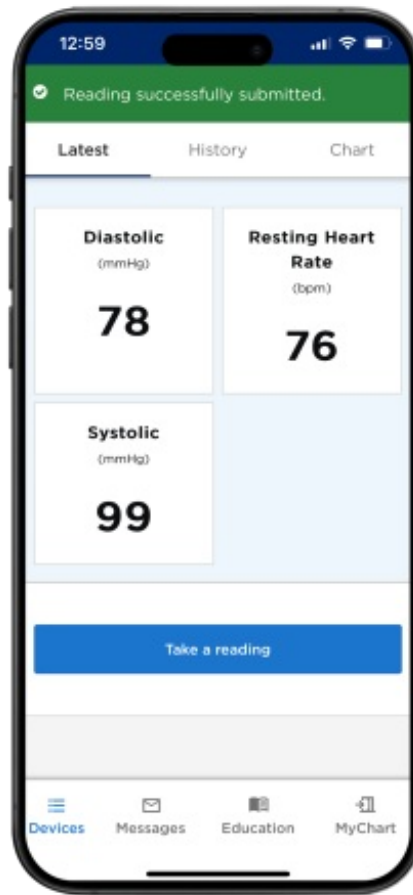 12:59
Reading successfully submitted.
Latest History Chart
Diastolic
(mmHg)
78
Resting Heart
Rate
(bpm)
76
Systolic
(mmHg)
99
Take a reading
Devices Messages Education MyChart